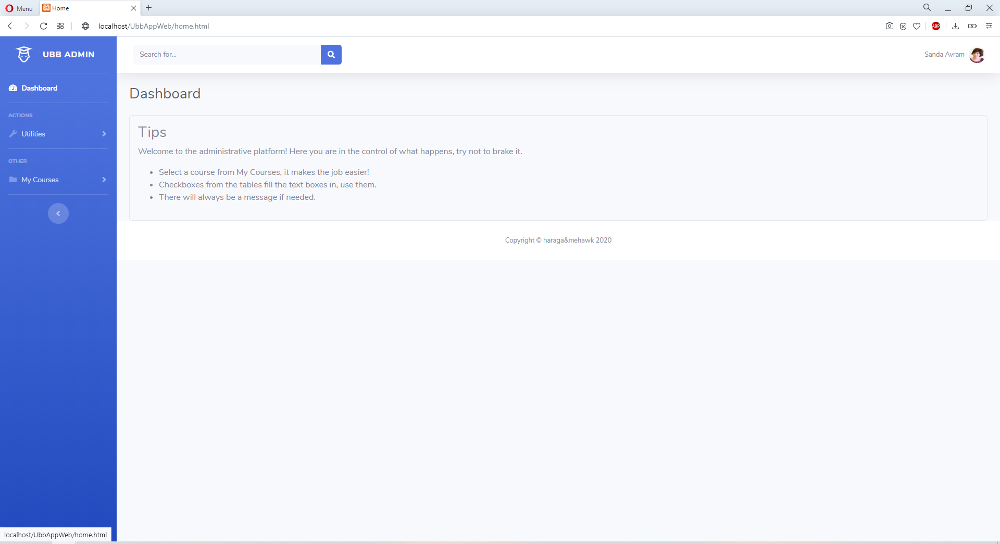 Menu
Home
localhost/UbbAppWeb/home.html
ABP
UBB ADMIN
Search for...
Sanda Avram
Dashboard
Dashboard
ACTIONS
Utilities
OTHER
My Courses
Tips
Welcome to the administrative platform! Here you are in the control of what happens, try not to brake it.
Select a course from My Courses, it makes the job easier!
Checkboxes from the tables fill the text boxes in, use them.
There will always be a message if needed.
Copyright © haraga&mehawk 2020
localhost/UbbAppWeb/home.html